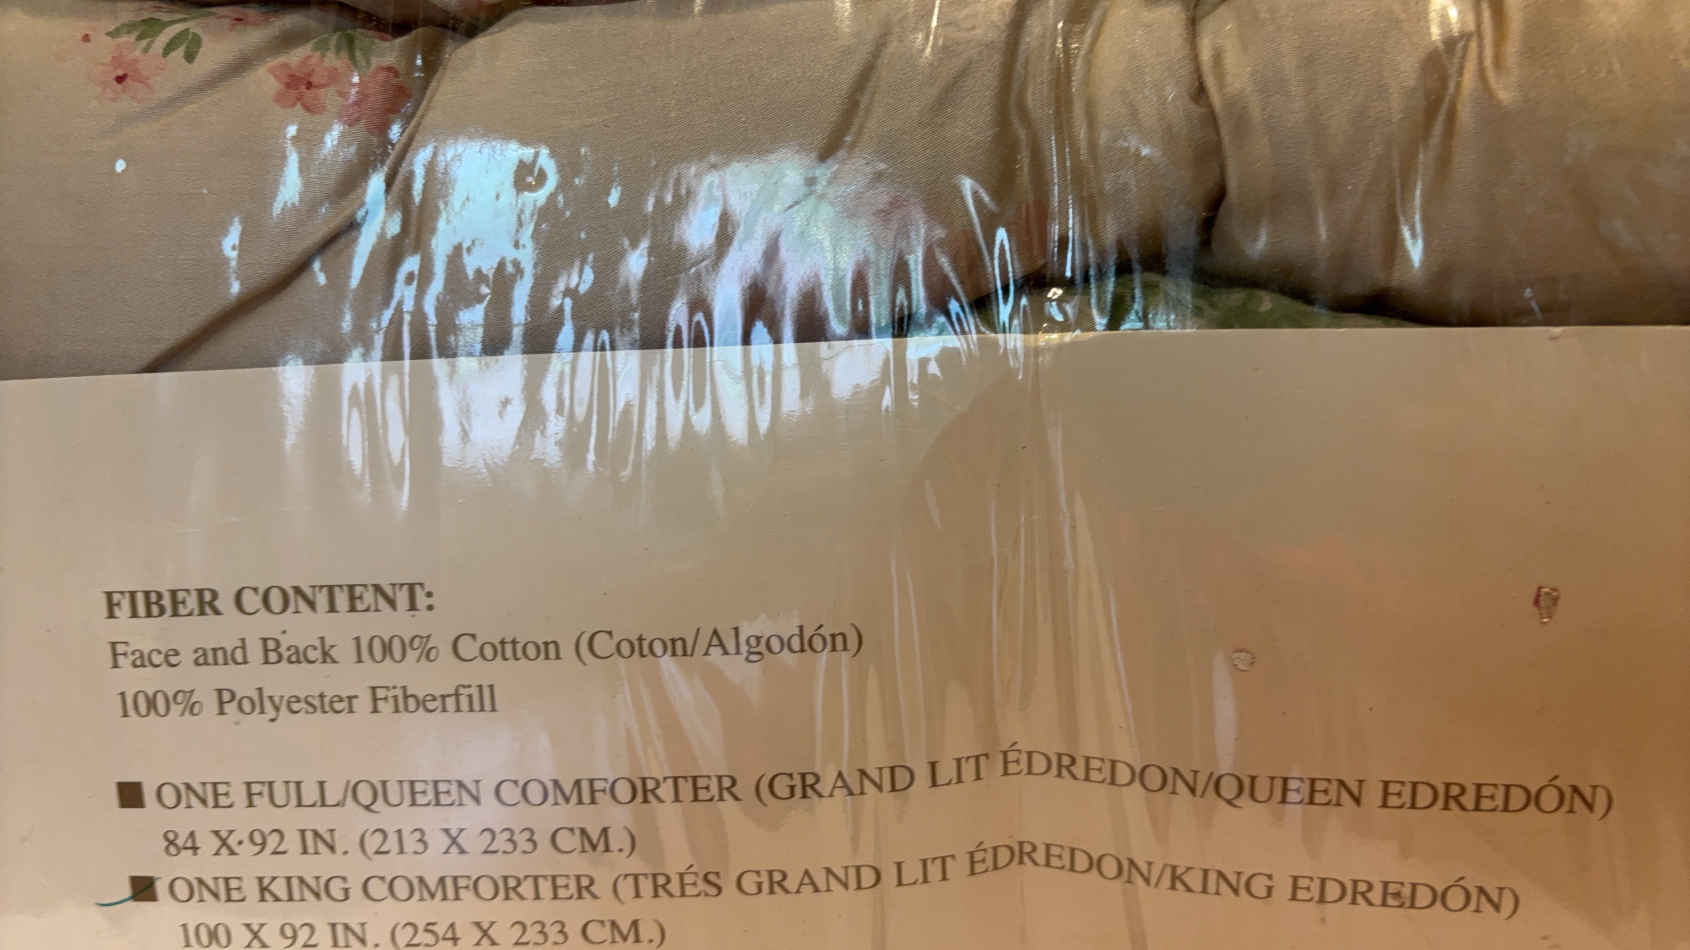 FIBER CONTENT:
Face and Back 100% Cotton (Coton/Algodón)
100% Polyester Fiberfill
■ ONE FULL/QUEEN COMFORTER (GRAND LIT ÉDREDON/QUEEN EDREDÓN)
84 X 92 IN. (213 X 233 CM.)
■ ONE KING COMFORTER (TRÉS GRAND LIT ÉDREDON/KING EDREDÓN)
100 X 92 IN. (254 X 233 CM.)